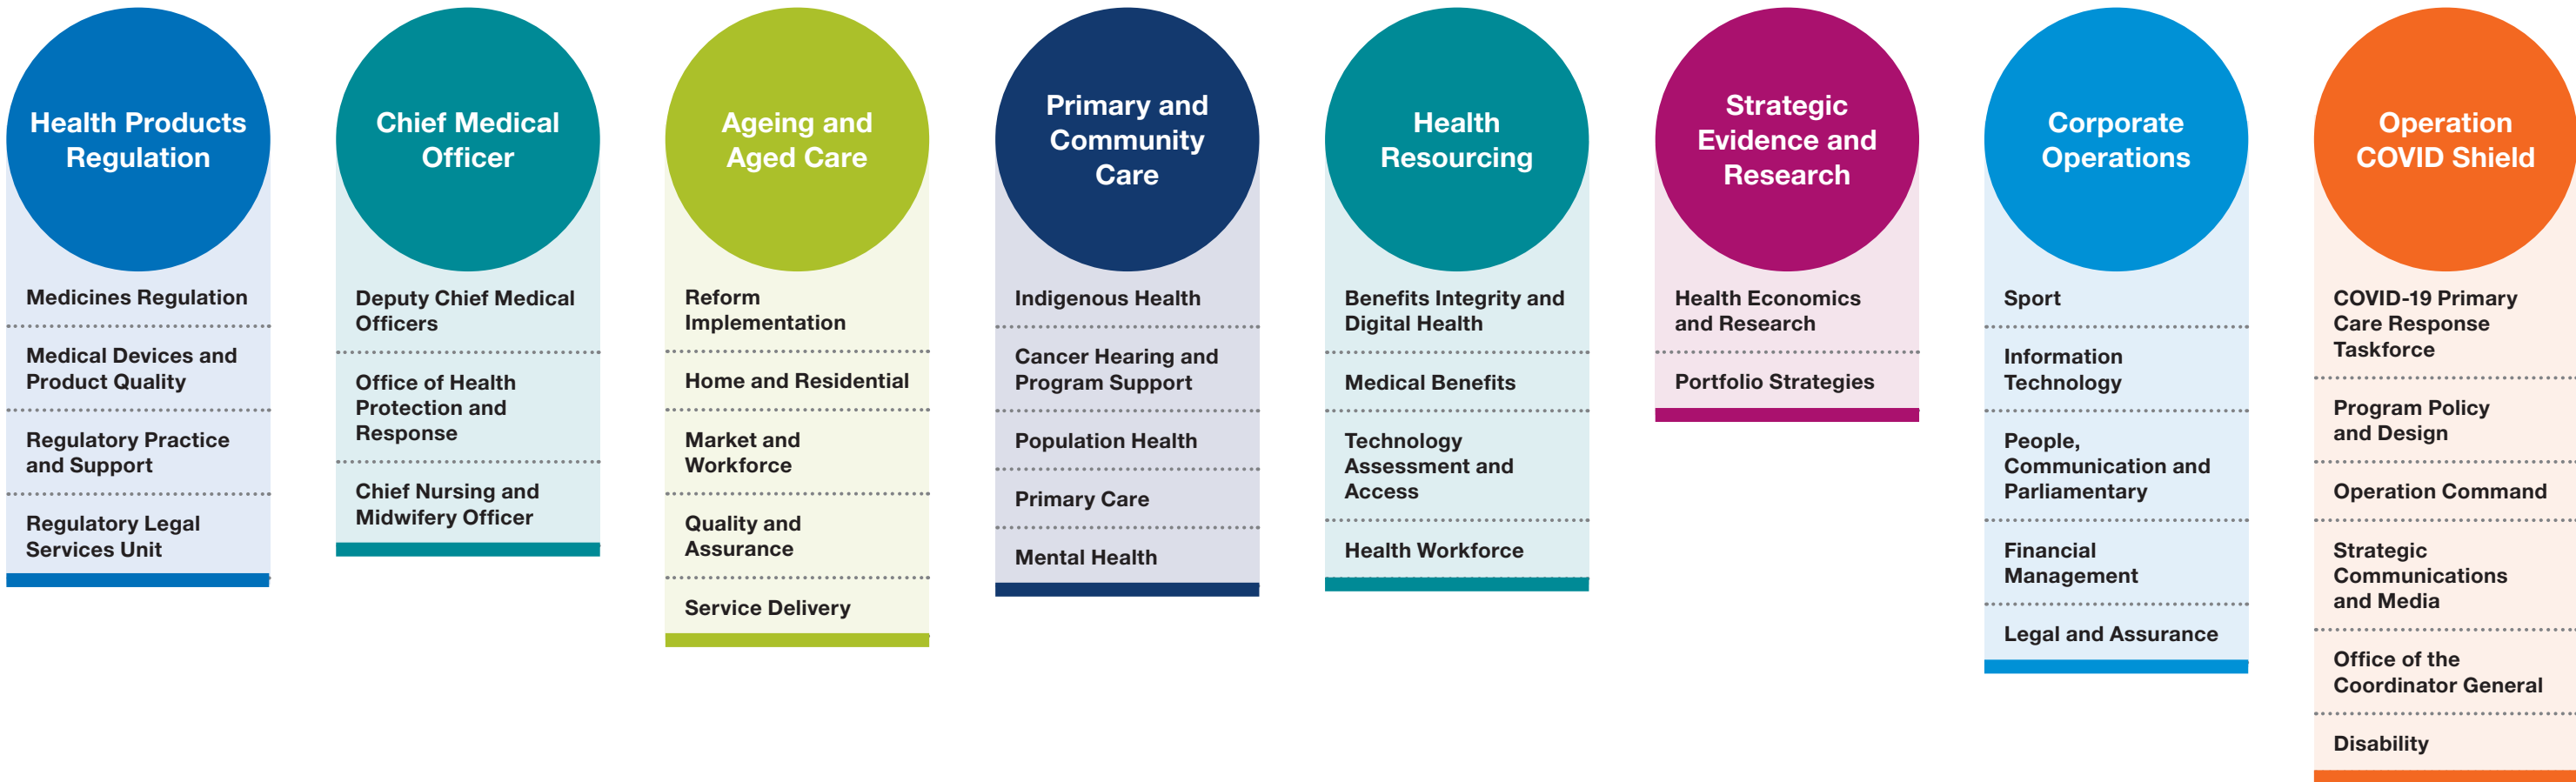 Health Products
Regulation
Medicines Regulation
Medical Devices and
Product Quality
Regulatory Practice
and Support
Regulatory Legal
Services Unit
Chief Medical
Officer
Deputy Chief Medical
Officers
Office of Health
Protection and
Response
Chief Nursing and
Midwifery Officer
Ageing and
Aged Care
Reform
Implementation
Home and Residential
Market and
Workforce
Quality and
Assurance
Service Delivery
Primary and
Community
Care
Indigenous Health
Cancer Hearing and
Program Support
Population Health
Primary Care
Mental Health
Health
Resourcing
Benefits Integrity and
Digital Health
Medical Benefits
Technology
Assessment and
Access
Health Workforce
Strategic
Evidence and
Research
Health Economics
and Research
Portfolio Strategies
Corporate
Operations
Sport
Information
Technology
People,
Communication and
Parliamentary
Financial
Management
Legal and Assurance
Operation
COVID Shield
COVID-19 Primary
Care Response
Taskforce
Program Policy
and Design
Operation Command
Strategic
Communications
and Media
Office of the
Coordinator General
Disability